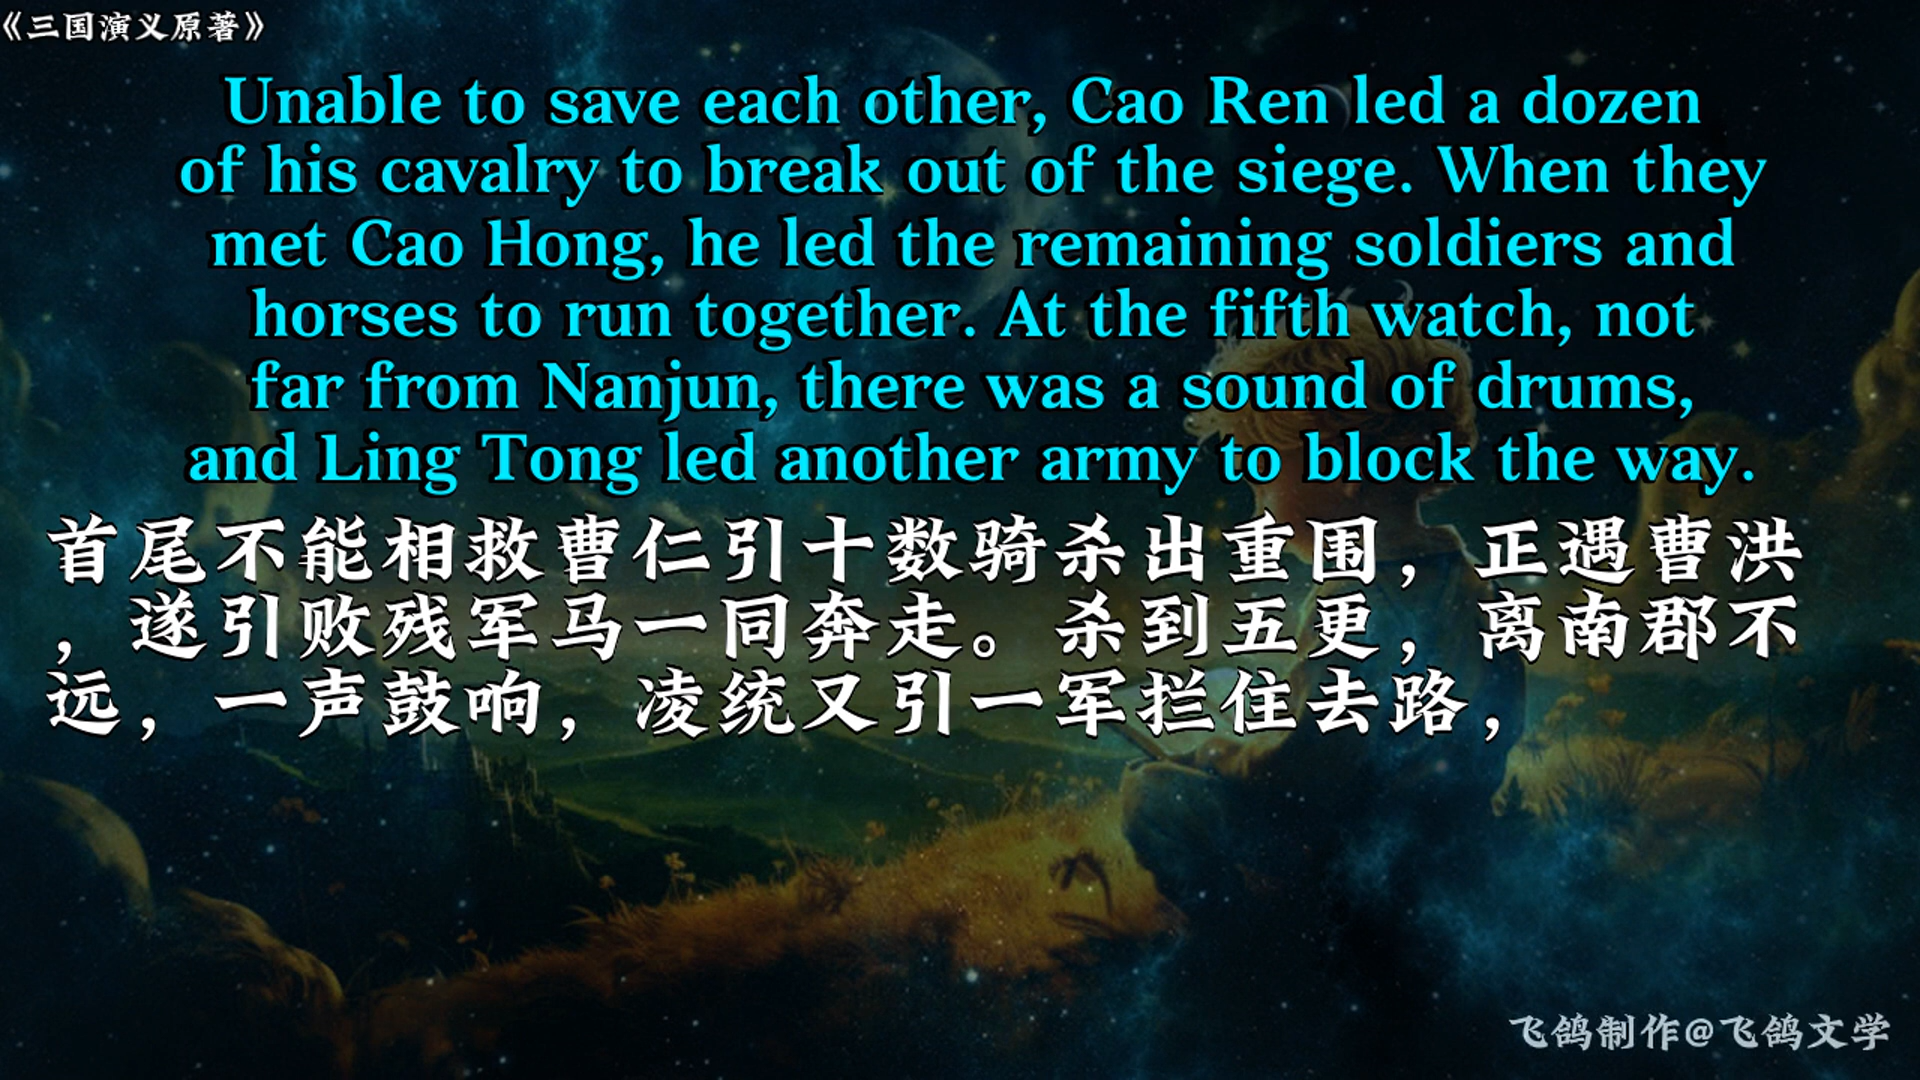 《三国演义原著》
Unable to save each other, Cao Ren led a dozen
of his cavalry to break out of the siege. When they
met Cao Hong, he led the remaining soldiers and
horses to run together. At the fifth watch, not
far from Nanjun, there was a sound of drums,
and Ling Tong led another army to block the way.
首尾不能相救曹仁引十数骑杀出重围，正遇曹洪
，遂引败残军马一同奔走。杀到五更，离南郡不
远，一声鼓响，凌统又引一军拦住去路，
飞鸽制作@飞鸽文学